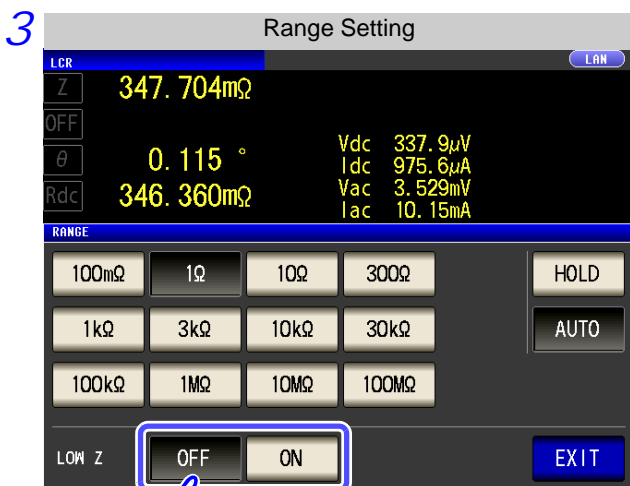 3
Range Setting
LCR LAN
Z 347.704mΩ
OFF
θ 0.115 °
Rdc 346.360mΩ
Vdc 337.9μV
Idc 975.6μA
Vac 3.529mV
Iac 10.15mA
RANGE
100mΩ 1Ω 10Ω 300Ω HOLD
1kΩ 3kΩ 10kΩ 30kΩ AUTO
100kΩ 1MΩ 10MΩ 100MΩ
LOW Z OFF ON EXIT